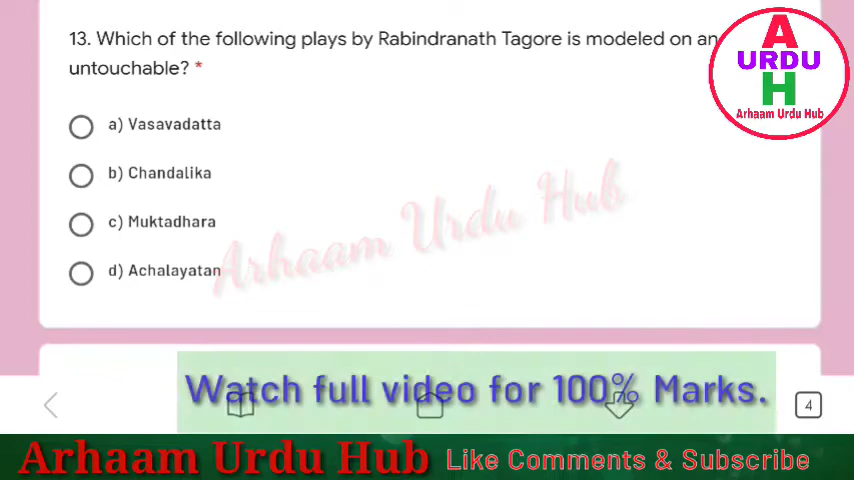 13. Which of the following plays by Rabindranath Tagore is modeled on an
untouchable? *
a) Vasavadatta
b) Chandalika
c) Muktadhara
d) Achalayatan
A
URDU
H
Arhaam Urdu Hub
Arhaam Urdu Hub
Watch full video for 100% Marks.
4
Arhaam Urdu Hub Like Comments & Subscribe